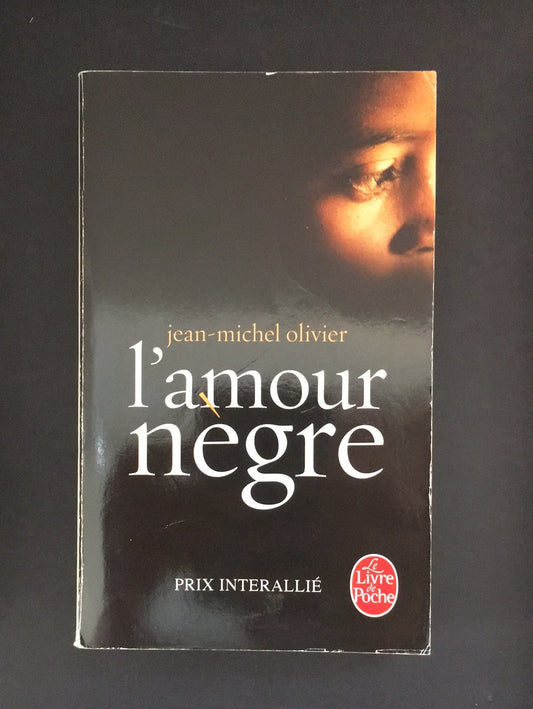 jean-michel olivier
l'amour
nègre
PRIX INTERALLIÉ
Le
Livre
de
Poche